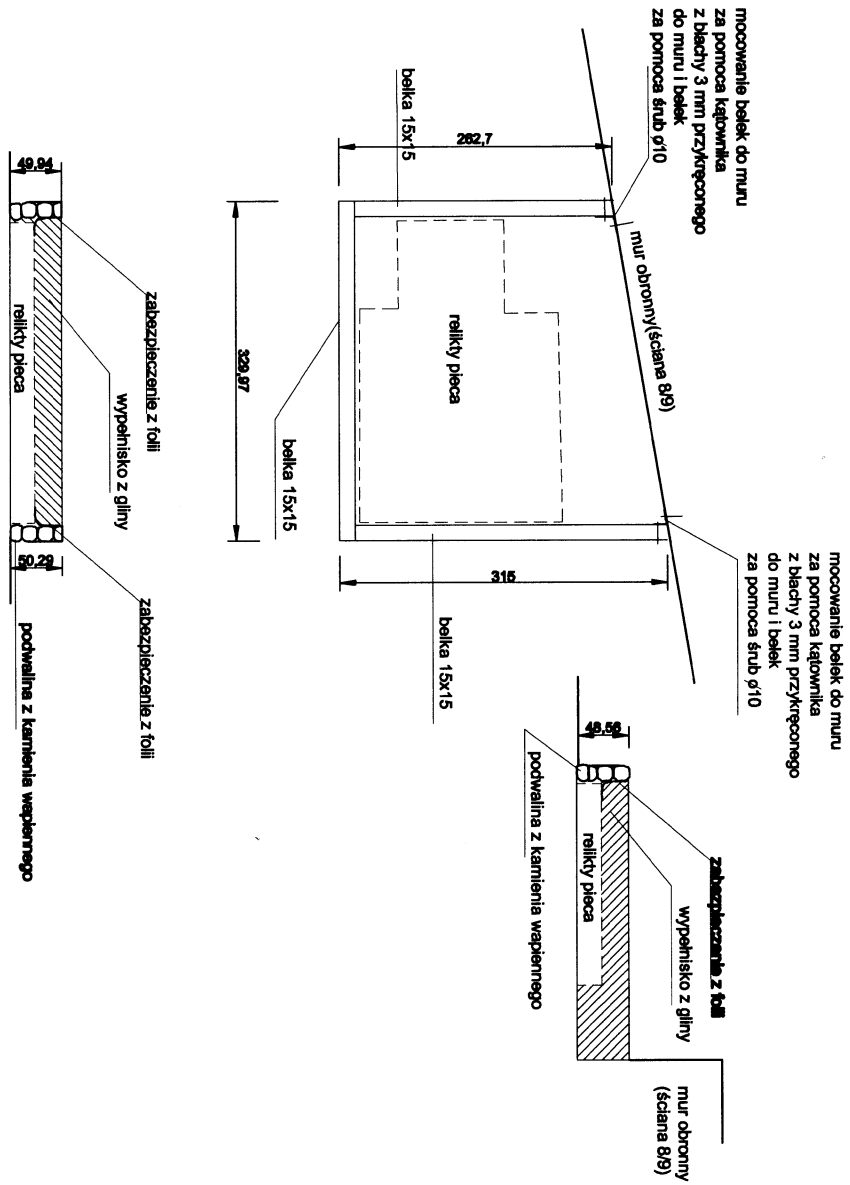 mocowanie belek do muru
za pomoca kątownika
z blachy 3 mm przykręconego
do muru i belek
za pomoca śrub ø10
mocowanie belek do muru
za pomoca kątownika
z blachy 3 mm przykręconego
do muru i belek
za pomoca śrub ø10
mur obronny(ściana 8/9)
262,7
belka 15x15
relikty pieca
315
belka 15x15
belka 15x15
329,97
zabezpieczenie z folii
wypełnisko z gliny
49,94
relikty pieca
50,29
zabezpieczenie z folii
podwalina z kamienia wapiennego
mur obronny
(ściana 8/9)
zabezpieczenie z folii
wypełnisko z gliny
48,56
relikty pieca
podwalina z kamienia wapiennego